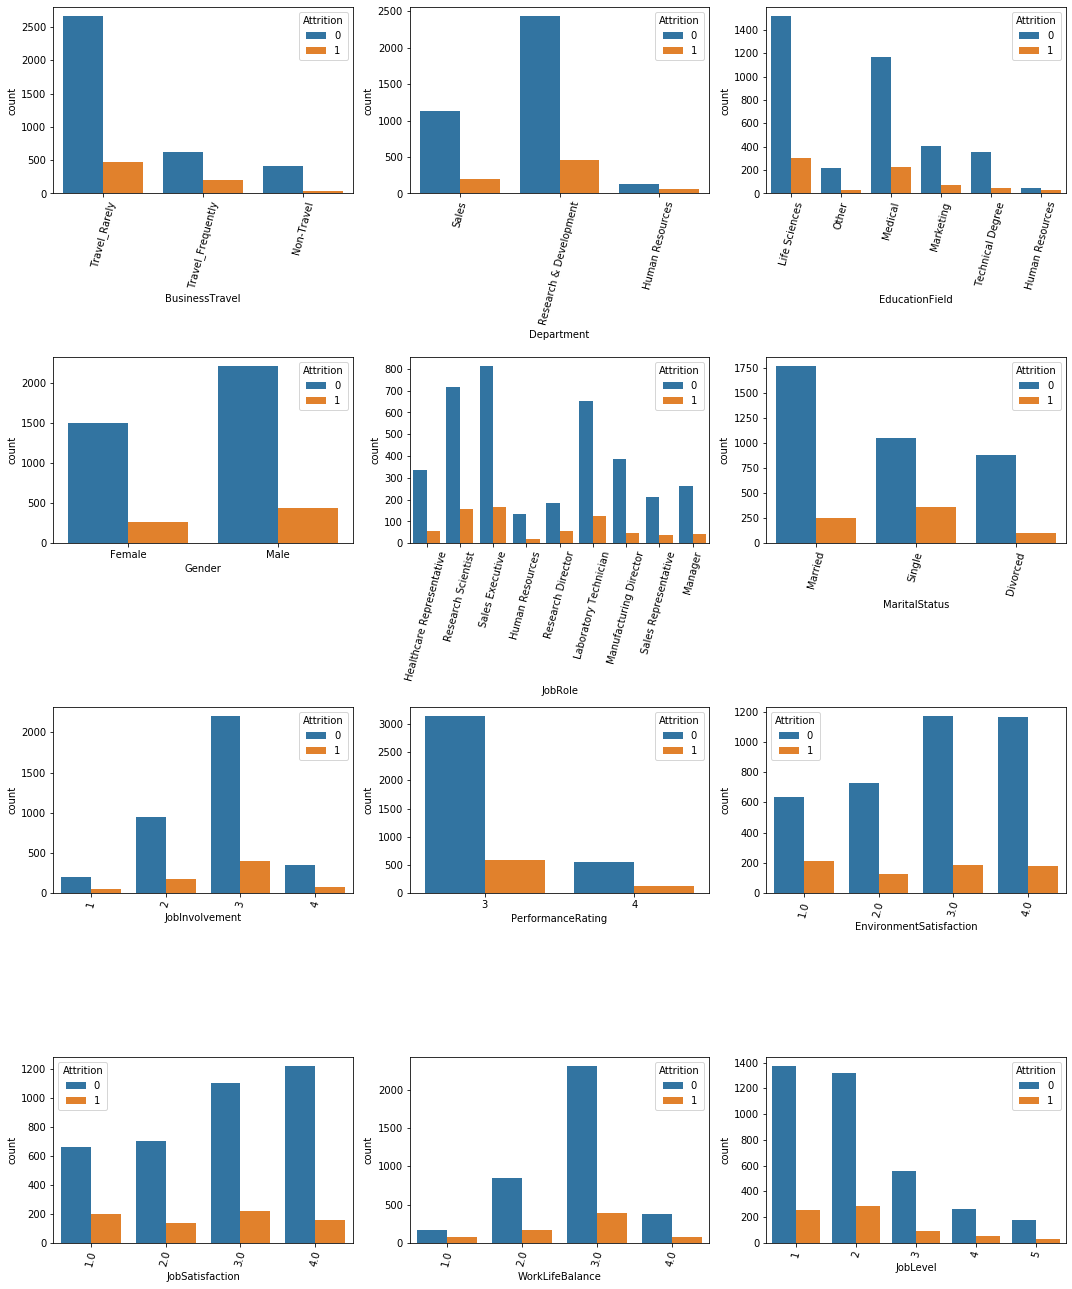 Attrition
0
1
2500
2000
1500
1000
500
0
count
Travel_Rarely
Travel_Frequently
Non-Travel
BusinessTravel
Attrition
0
1
2500
2000
1500
1000
500
0
count
Sales
Research & Development
Human Resources
Department
Attrition
0
1
1400
1200
1000
800
600
400
200
0
count
Life Sciences
Other
Medical
Marketing
Technical Degree
Human Resources
EducationField
Attrition
0
1
2000
1500
1000
500
0
count
Female
Male
Gender
Attrition
0
1
800
700
600
500
400
300
200
100
0
count
Healthcare Representative
Research Scientist
Sales Executive
Human Resources
Research Director
Laboratory Technician
Manufacturing Director
Sales Representative
Manager
JobRole
Attrition
0
1
1750
1500
1250
1000
750
500
250
0
count
Married
Single
Divorced
MaritalStatus
Attrition
0
1
2000
1500
1000
500
0
count
1
2
3
4
JobInvolvement
Attrition
0
1
3000
2500
2000
1500
1000
500
0
count
3
4
PerformanceRating
Attrition
0
1
1200
1000
800
600
400
200
0
count
1.0
2.0
3.0
4.0
EnvironmentSatisfaction
Attrition
0
1
1200
1000
800
600
400
200
0
count
1.0
2.0
3.0
4.0
JobSatisfaction
Attrition
0
1
2000
1500
1000
500
0
count
1.0
2.0
3.0
4.0
WorkLifeBalance
Attrition
0
1
1400
1200
1000
800
600
400
200
0
count
1
2
3
4
5
JobLevel